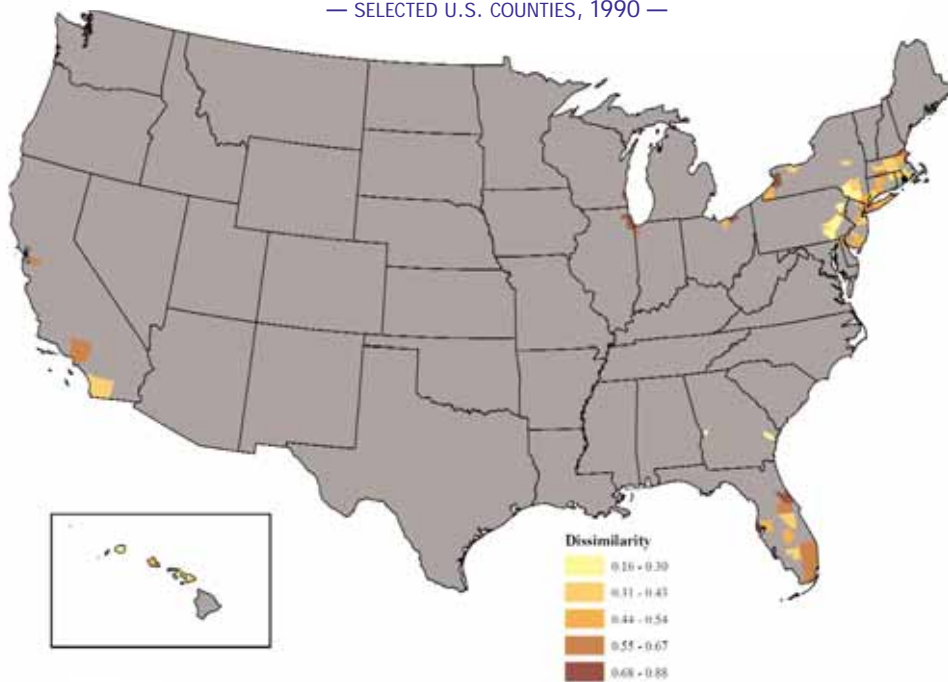 — SELECTED U.S. COUNTIES, 1990 —
Dissimilarity
0.16 - 0.30
0.31 - 0.43
0.44 - 0.54
0.55 - 0.67
0.68 - 0.88